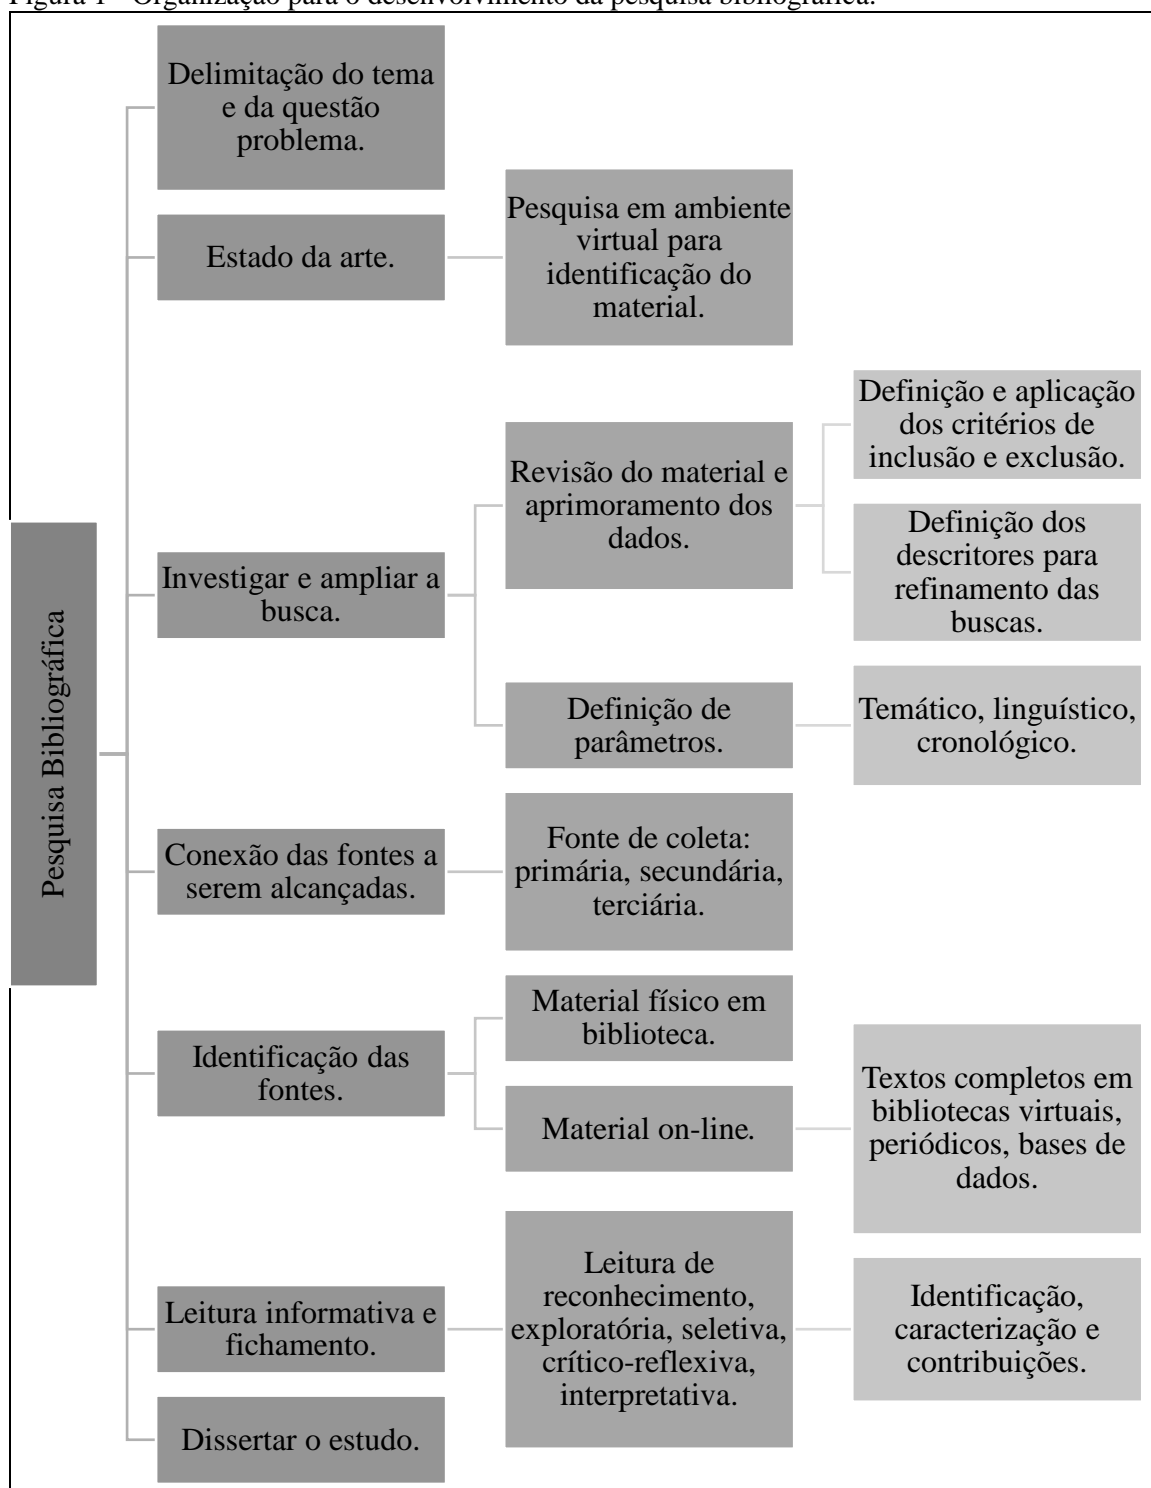 Figura 1 - Organização para o desenvolvimento da pesquisa bibliográfica.
Pesquisa Bibliográfica
Delimitação do tema
e da questão
problema.
Estado da arte.
Pesquisa em ambiente
virtual para
identificação do
material.
Investigar e ampliar a
busca.
Revisão do material e
aprimoramento dos
dados.
Definição e aplicação
dos critérios de
inclusão e exclusão.
Definição dos
descritores para
refinamento das
buscas.
Definição de
parâmetros.
Temático, linguístico,
cronológico.
Conexão das fontes a
serem alcançadas.
Fonte de coleta:
primária, secundária,
terciária.
Identificação das
fontes.
Material físico em
biblioteca.
Material on-line.
Textos completos em
bibliotecas virtuais,
periódicos, bases de
dados.
Leitura informativa e
fichamento.
Leitura de
reconhecimento,
exploratória, seletiva,
crítico-reflexiva,
interpretativa.
Identificação,
caracterização e
contribuições.
Dissertar o estudo.